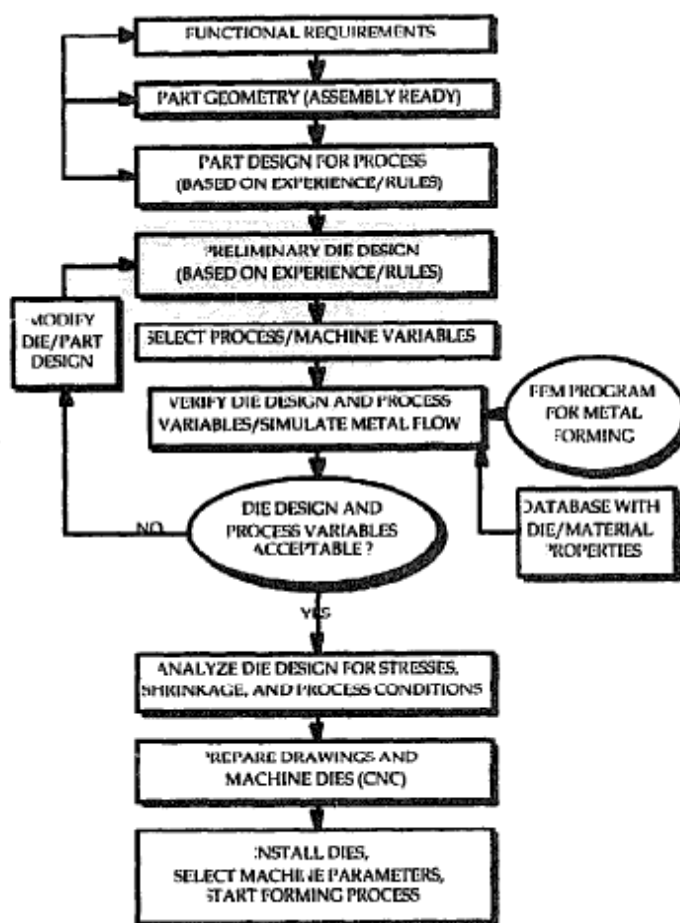 FUNCTIONAL REQUIREMENTS
PART GEOMETRY (ASSEMBLY READY)
PART DESIGN FOR PROCESS
(BASED ON EXPERIENCE/RULES)
PRELIMINARY DIE DESIGN
(BASED ON EXPERIENCE/RULES)
MODIFY
DIE/PART
DESIGN
SELECT PROCESS/MACHINE VARIABLES
VERIFY DIE DESIGN AND PROCESS
VARIABLES/SIMULATE METAL FLOW
FEM PROGRAM
FOR METAL
FORMING
DATABASE WITH
DIE/MATERIAL
PROPERTIES
DIE DESIGN AND
PROCESS VARIABLES
ACCEPTABLE ?
NO
YES
ANALYZE DIE DESIGN FOR STRESSES,
SHRINKAGE, AND PROCESS CONDITIONS
PREPARE DRAWINGS AND
MACHINE DIES (CNC)
INSTALL DIES,
SELECT MACHINE PARAMETERS,
START FORMING PROCESS